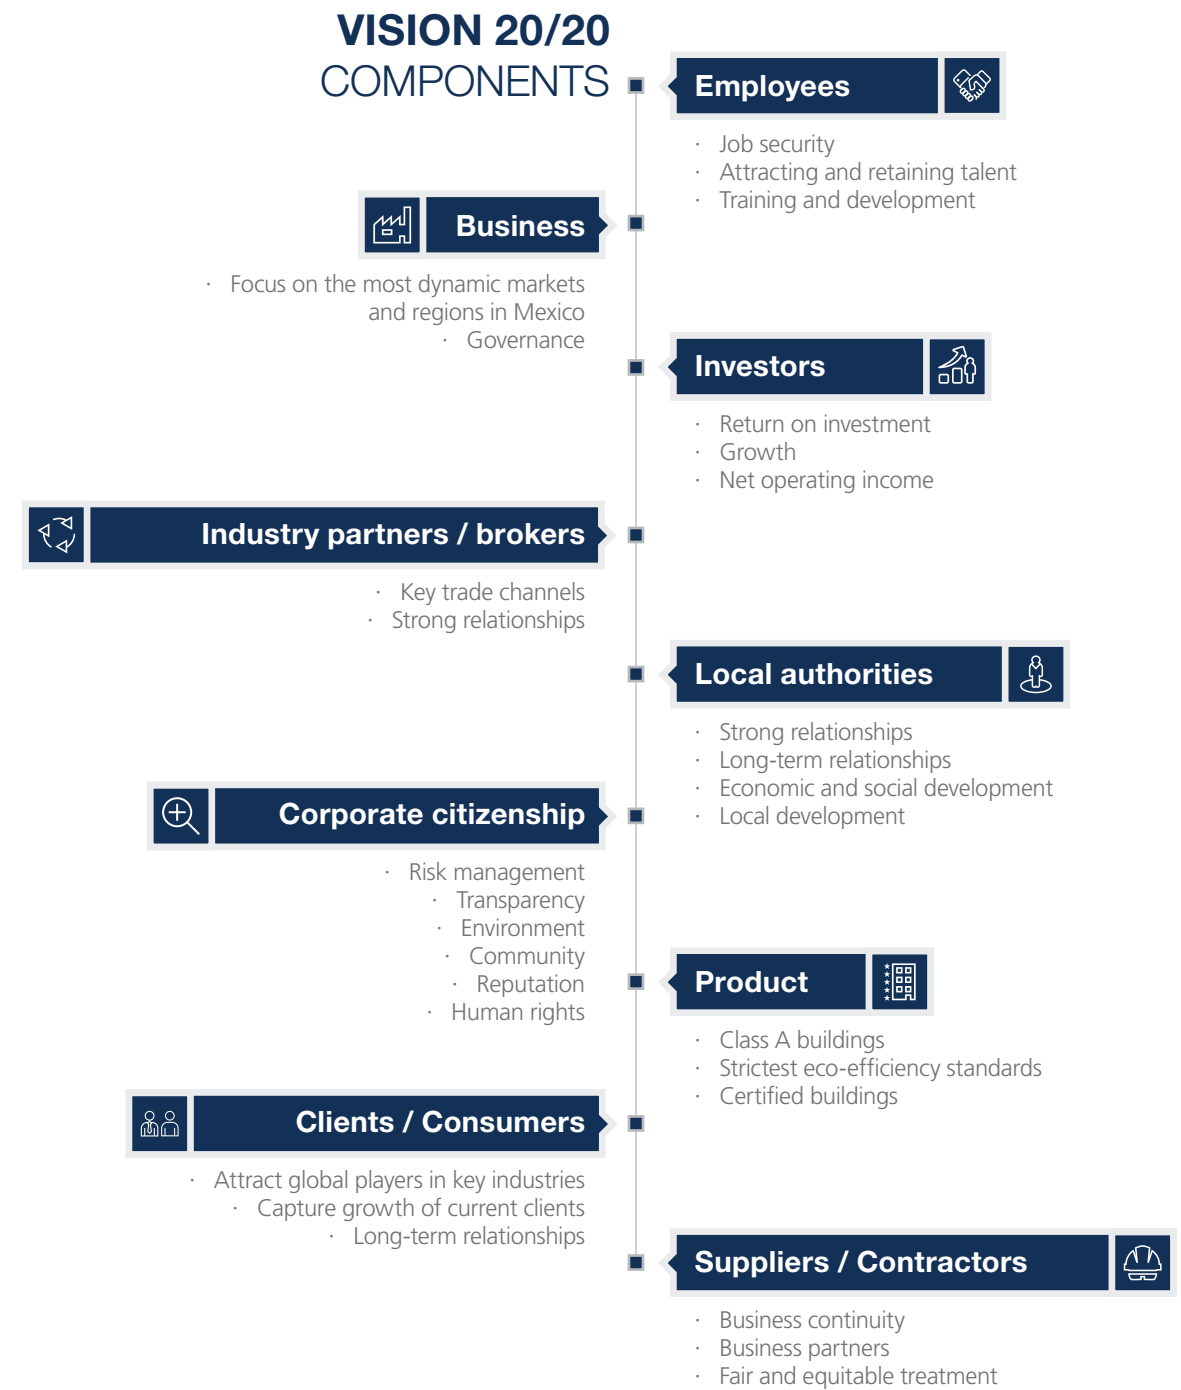 VISION 20/20
COMPONENTS
Employees
· Job security
· Attracting and retaining talent
· Training and development
Business
· Focus on the most dynamic markets
and regions in Mexico
· Governance
Investors
· Return on investment
· Growth
· Net operating income
Industry partners / brokers
· Key trade channels
· Strong relationships
Local authorities
· Strong relationships
· Long-term relationships
· Economic and social development
· Local development
Corporate citizenship
· Risk management
· Transparency
· Environment
· Community
· Reputation
· Human rights
Product
· Class A buildings
· Strictest eco-efficiency standards
· Certified buildings
Clients / Consumers
· Attract global players in key industries
· Capture growth of current clients
· Long-term relationships
Suppliers / Contractors
· Business continuity
· Business partners
· Fair and equitable treatment